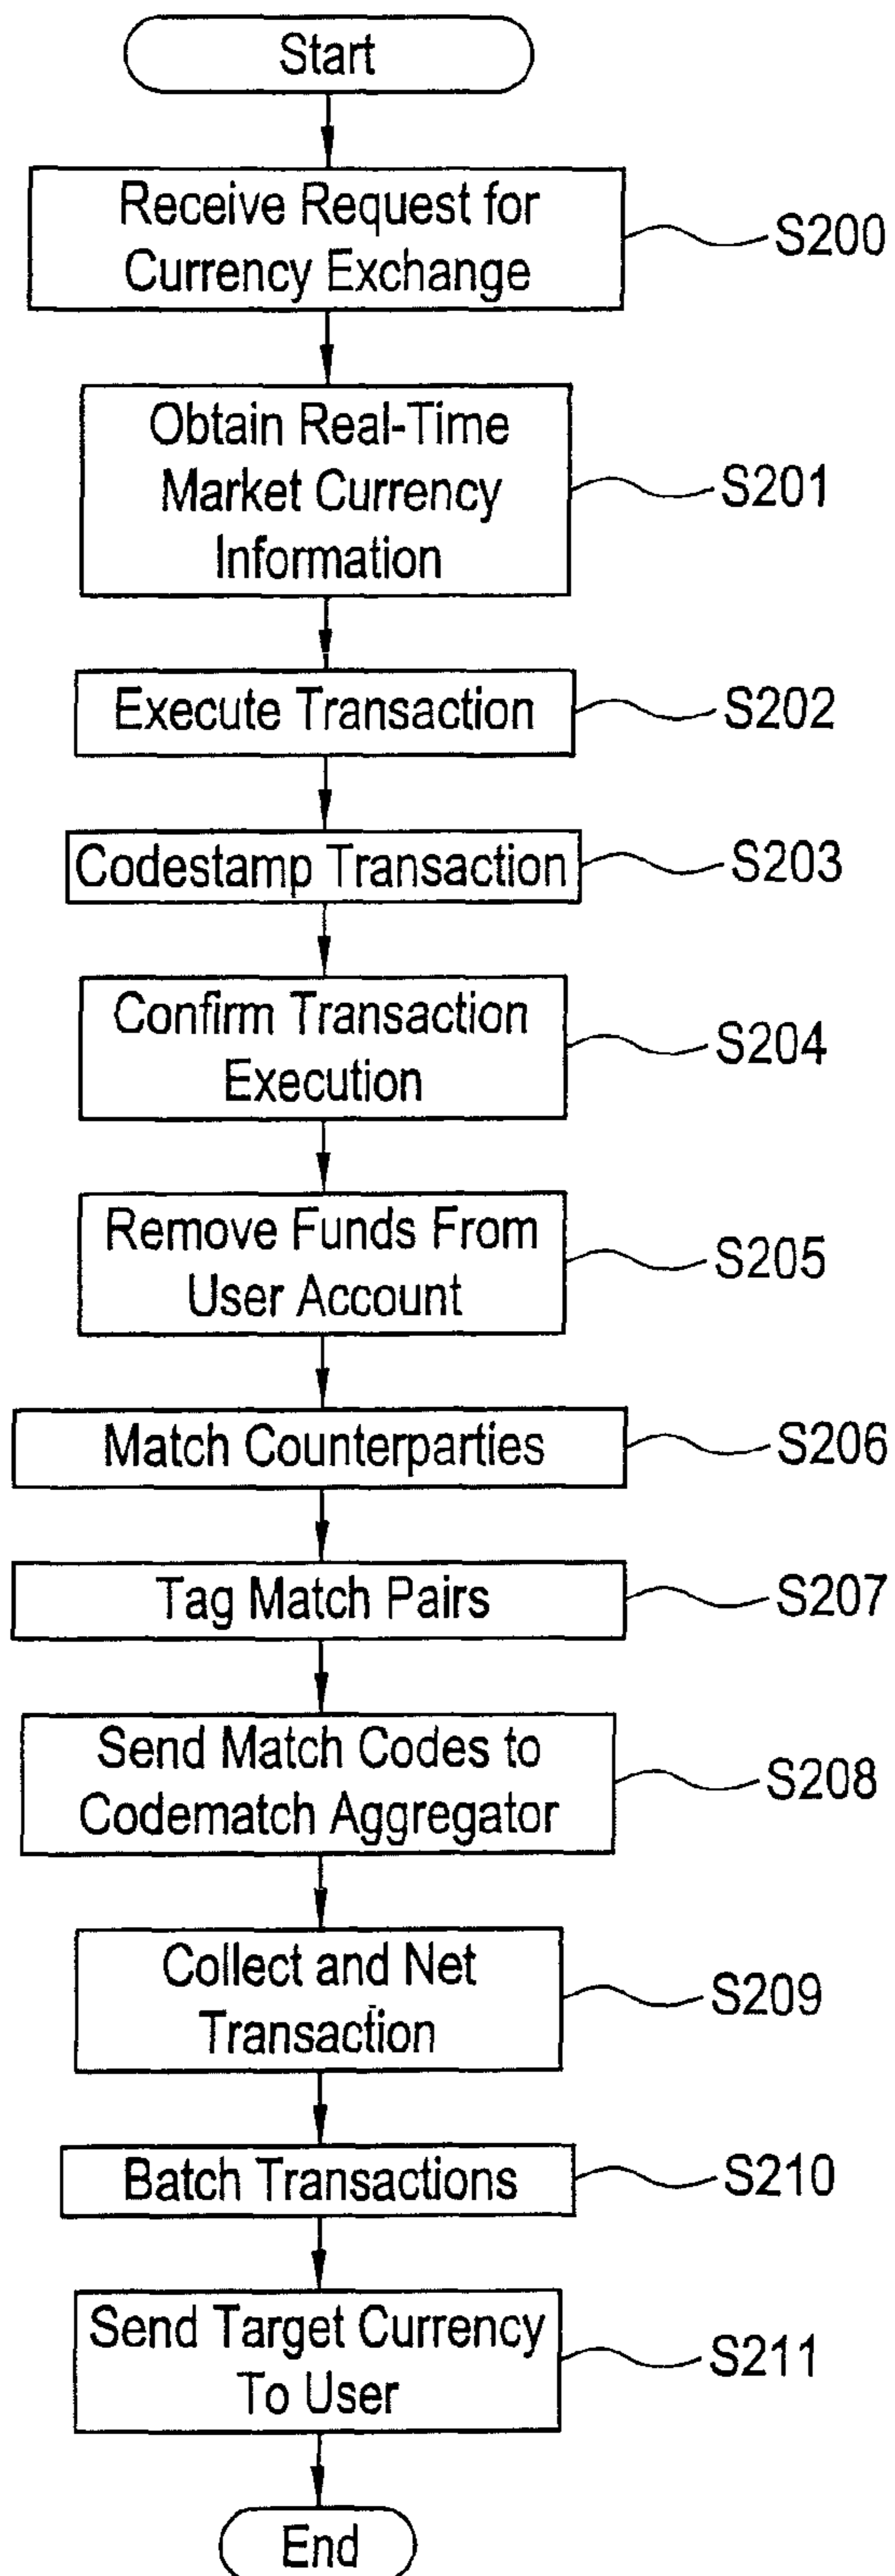 Start
Receive Request for
Currency Exchange
S200
Obtain Real-Time
Market Currency
Information
S201
Execute Transaction
S202
Codestamp Transaction
S203
Confirm Transaction
Execution
S204
Remove Funds From
User Account
S205
Match Counterparties
S206
Tag Match Pairs
S207
Send Match Codes to
Codematch Aggregator
S208
Collect and Net
Transaction
S209
Batch Transactions
S210
Send Target Currency
To User
S211
End